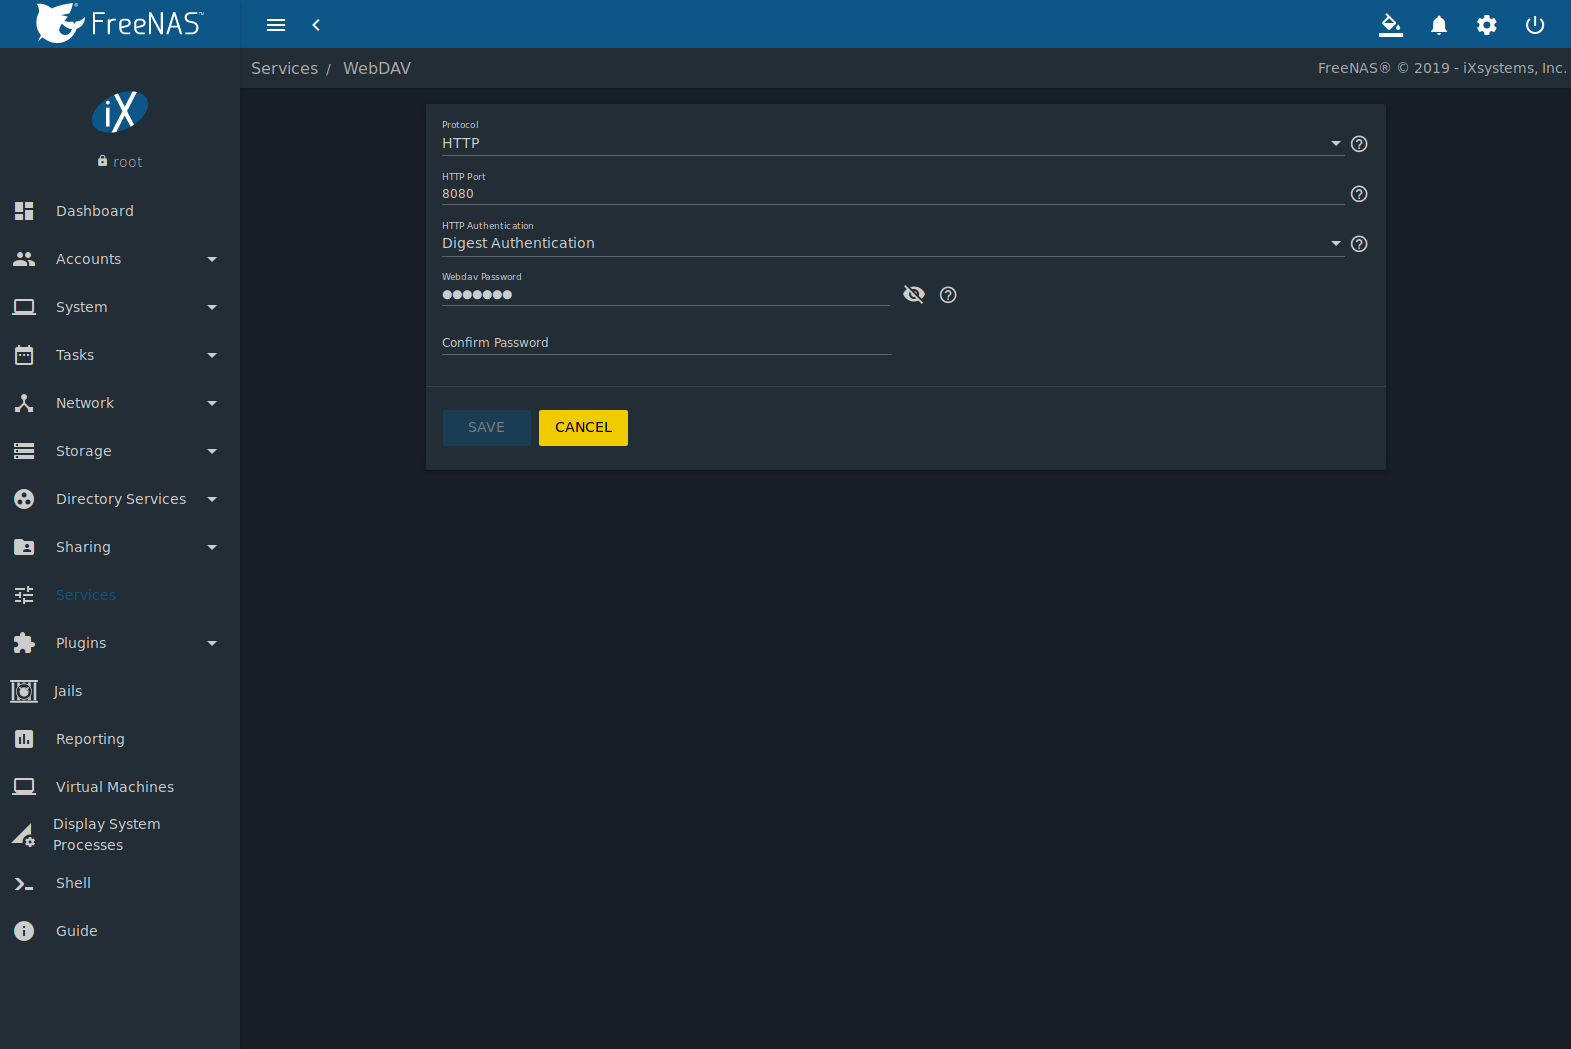 FreeNAS™
Services / WebDAV
FreeNAS® © 2019 - iXsystems, Inc.
iX
root
Dashboard
Accounts
System
Tasks
Network
Storage
Directory Services
Sharing
Services
Plugins
Jails
Reporting
Virtual Machines
Display System
Processes
Shell
Guide
Protocol
HTTP
HTTP Port
8080
HTTP Authentication
Digest Authentication
Webdav Password
●●●●●●●
Confirm Password
SAVE CANCEL